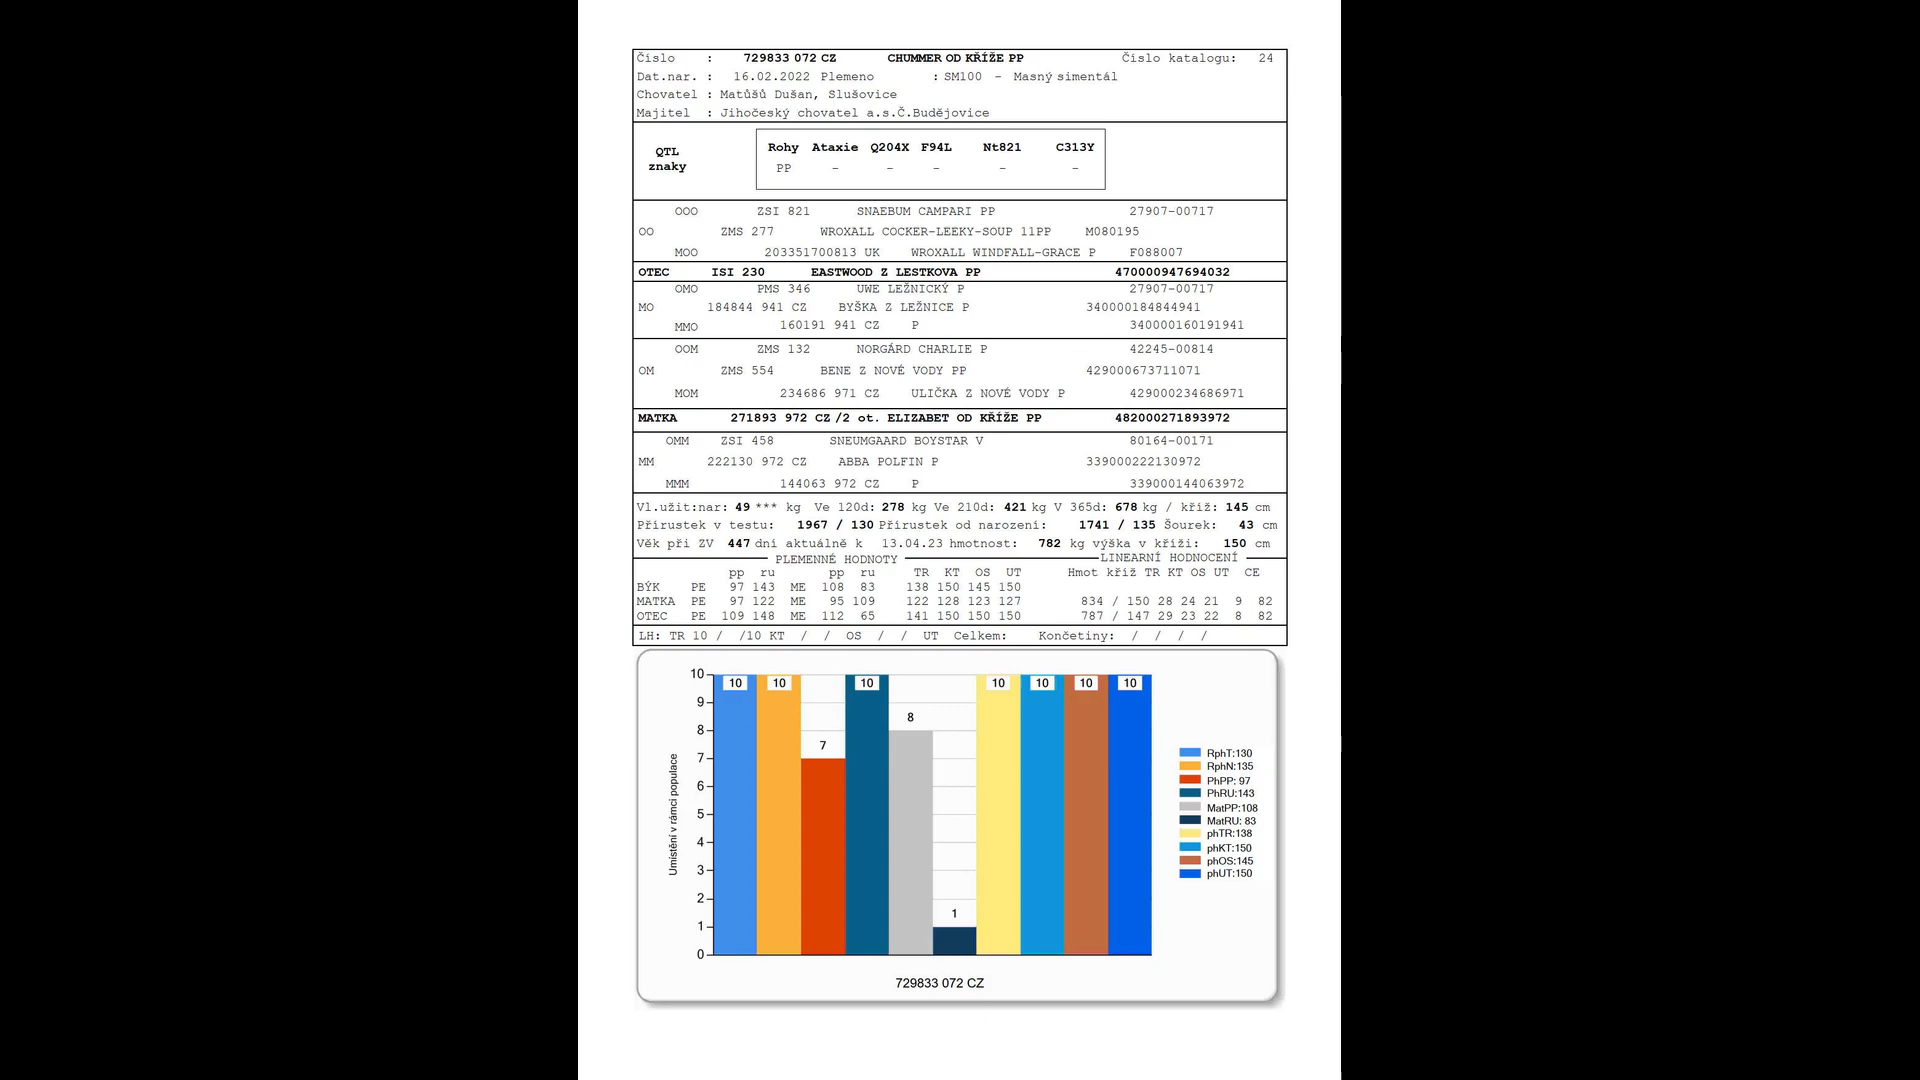 Číslo : 729833 072 CZ CHUMMER OD KŘÍŽE PP Číslo katalogu: 24
Dat.nar. : 16.02.2022 Plemeno : SM100 - Masný simentál
Chovatel : Matůšů Dušan, Slušovice
Majitel : Jihočeský chovatel a.s.Č.Budějovice
QTL znaky
Rohy Ataxie Q204X F94L Nt821 C313Y
PP - - - - -
OOO ZSI 821 SNAEBUM CAMPARI PP 27907-00717
OO ZMS 277 WROXALL COCKER-LEEKY-SOUP 11PP M080195
MOO 203351700813 UK WROXALL WINDFALL-GRACE P F088007
OTEC ISI 230 EASTWOOD Z LESTKOVA PP 470000947694032
OMO PMS 346 UWE LEŽNICKÝ P 27907-00717
MO 184844 941 CZ BYŠKA Z LEŽNICE P 340000184844941
MMO 160191 941 CZ P 340000160191941
OOM ZMS 132 NORGÁRD CHARLIE P 42245-00814
OM ZMS 554 BENE Z NOVÉ VODY PP 429000673711071
MOM 234686 971 CZ ULIČKA Z NOVÉ VODY P 429000234686971
MATKA 271893 972 CZ /2 ot. ELIZABET OD KŘÍŽE PP 482000271893972
OMM ZSI 458 SNEUMGAARD BOYSTAR V 80164-00171
MM 222130 972 CZ ABBA POLFIN P 339000222130972
MMM 144063 972 CZ P 339000144063972
Vl.užit:nar: 49 *** kg Ve 120d: 278 kg Ve 210d: 421 kg V 365d: 678 kg / kříž: 145 cm
Přírustek v testu: 1967 / 130 Přírustek od narození: 1741 / 135 Šourek: 43 cm
Věk při ZV 447 dní aktuálně k 13.04.23 hmotnost: 782 kg výška v kříži: 150 cm
PLEMENNÉ HODNOTY LINEARNÍ HODNOCENÍ
pp ru pp ru TR KT OS UT Hmot kříž TR KT OS UT CE
BÝK PE 97 143 ME 108 83 138 150 145 150
MATKA PE 97 122 ME 95 109 122 128 123 127 834 / 150 28 24 21 9 82
OTEC PE 109 148 ME 112 65 141 150 150 150 787 / 147 29 23 22 8 82
LH: TR 10 / /10 KT / / OS / / UT Celkem: Končetiny: / / / /
Umístění v rámci populace
10
9
8
7
6
5
4
3
2
1
0
10 10 7 10 8 1 10 10 10 10
729833 072 CZ
RphT:130
RphN:135
PhPP: 97
PhRU:143
MatPP:108
MatRU: 83
phTR:138
phKT:150
phOS:145
phUT:150